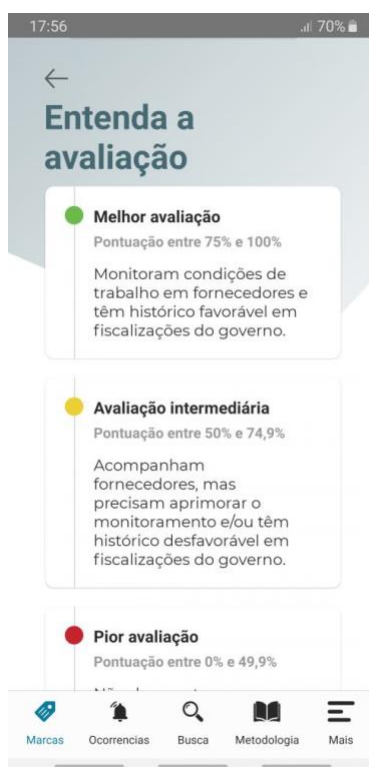 17:56
70%
Entenda a
avaliação
Melhor avaliação
Pontuação entre 75% e 100%
Monitoram condições de
trabalho em fornecedores e
têm histórico favorável em
fiscalizações do governo.
Avaliação intermediária
Pontuação entre 50% e 74,9%
Acompanham
fornecedores, mas
precisam aprimorar o
monitoramento e/ou têm
histórico desfavorável em
fiscalizações do governo.
Pior avaliação
Pontuação entre 0% e 49,9%
Marcas
Ocorrencias
Busca
Metodologia
Mais